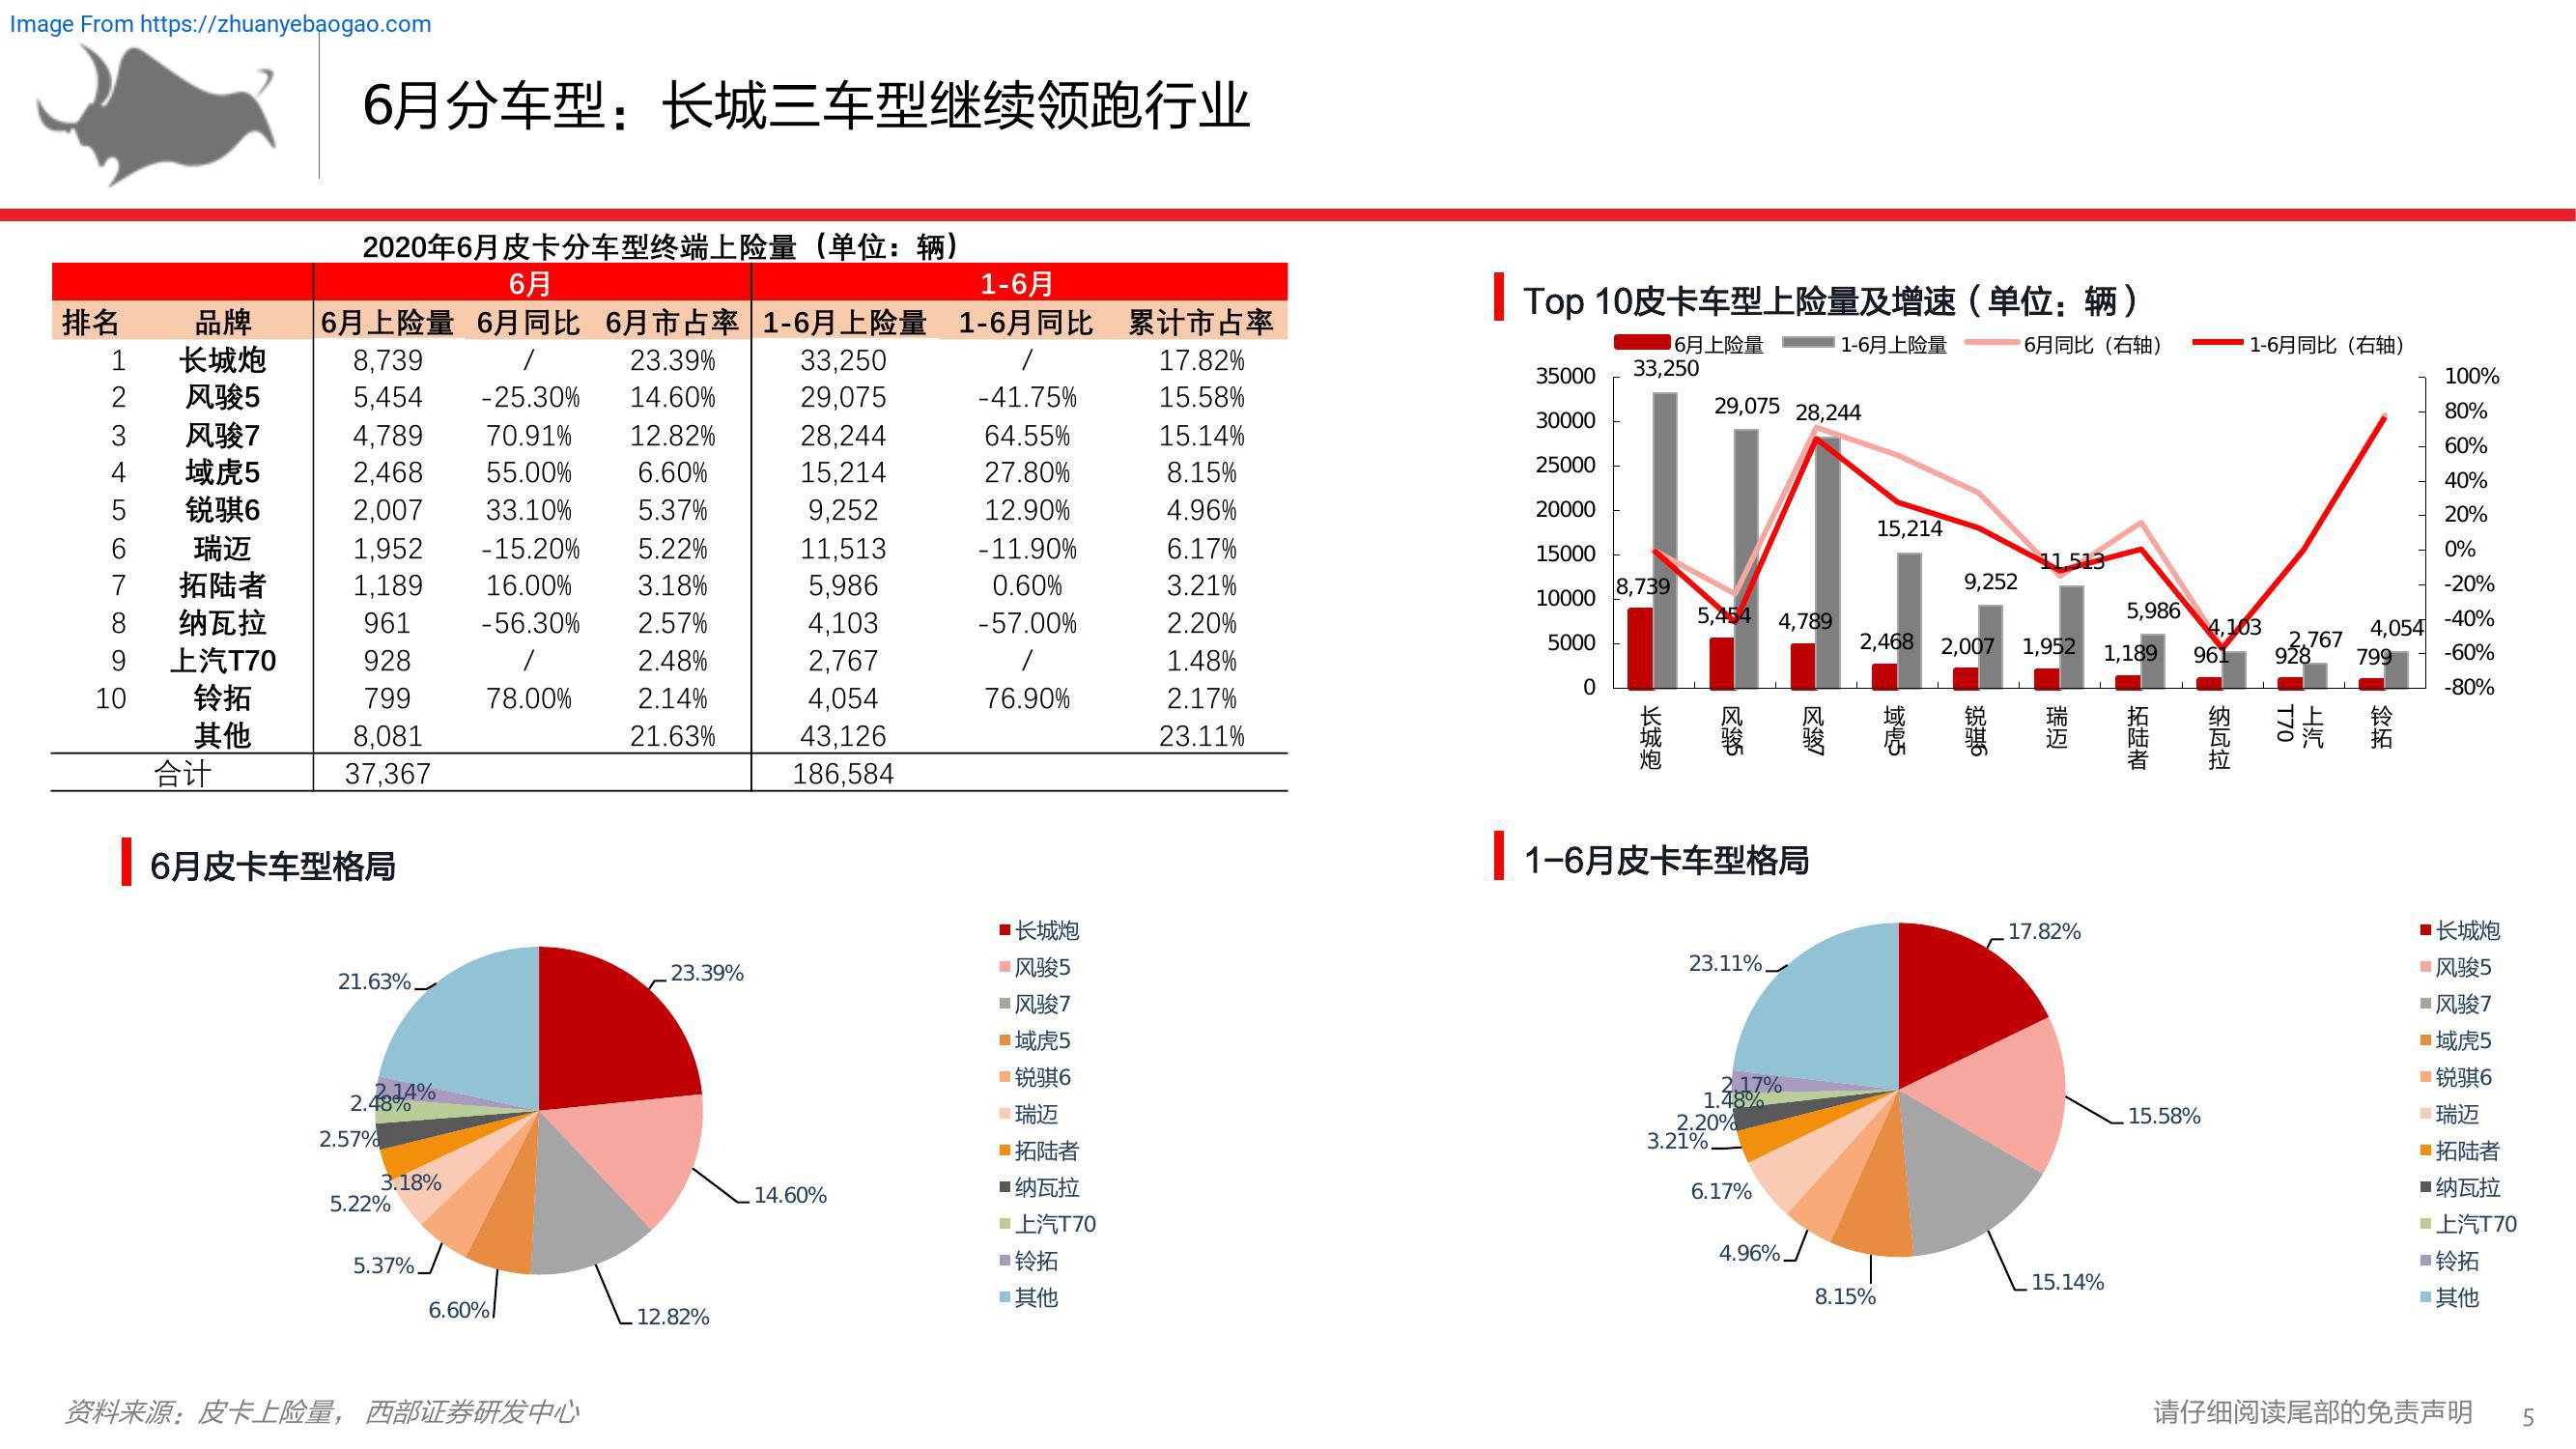 Image From https://zhuanyebaogao.com
6月分车型：长城三车型继续领跑行业
2020年6月皮卡分车型终端上险量（单位：辆）
6月 1-6月
排名 品牌 6月上险量 6月同比 6月市占率 1-6月上险量 1-6月同比 累计市占率
1 长城炮 8,739 / 23.39% 33,250 / 17.82%
2 风骏5 5,454 -25.30% 14.60% 29,075 -41.75% 15.58%
3 风骏7 4,789 70.91% 12.82% 28,244 64.55% 15.14%
4 域虎5 2,468 55.00% 6.60% 15,214 27.80% 8.15%
5 锐骐6 2,007 33.10% 5.37% 9,252 12.90% 4.96%
6 瑞迈 1,952 -15.20% 5.22% 11,513 -11.90% 6.17%
7 拓陆者 1,189 16.00% 3.18% 5,986 0.60% 3.21%
8 纳瓦拉 961 -56.30% 2.57% 4,103 -57.00% 2.20%
9 上汽T70 928 / 2.48% 2,767 / 1.48%
10 铃拓 799 78.00% 2.14% 4,054 76.90% 2.17%
其他 8,081 21.63% 43,126 23.11%
合计 37,367 186,584
Top 10皮卡车型上险量及增速（单位：辆）
6月上险量 1-6月上险量 6月同比（右轴） 1-6月同比（右轴）
35000
30000
25000
20000
15000
10000
5000
0
100%
80%
60%
40%
20%
0%
-20%
-40%
-60%
-80%
33,250
29,075
28,244
15,214
9,252
11,513
5,986
4,103
2,767
4,054
8,739
5,454
4,789
2,468
2,007
1,952
1,189
961
928
799
长城炮
风骏5
风骏7
域虎5
锐骐6
瑞迈
拓陆者
纳瓦拉
上汽T70
铃拓
6月皮卡车型格局
23.39%
14.60%
12.82%
6.60%
5.37%
5.22%
3.18%
2.57%
2.48%
2.14%
21.63%
长城炮
风骏5
风骏7
域虎5
锐骐6
瑞迈
拓陆者
纳瓦拉
上汽T70
铃拓
其他
1-6月皮卡车型格局
17.82%
15.58%
15.14%
8.15%
4.96%
6.17%
3.21%
2.20%
1.48%
2.17%
23.11%
长城炮
风骏5
风骏7
域虎5
锐骐6
瑞迈
拓陆者
纳瓦拉
上汽T70
铃拓
其他
资料来源：皮卡上险量， 西部证券研发中心
请仔细阅读尾部的免责声明 5